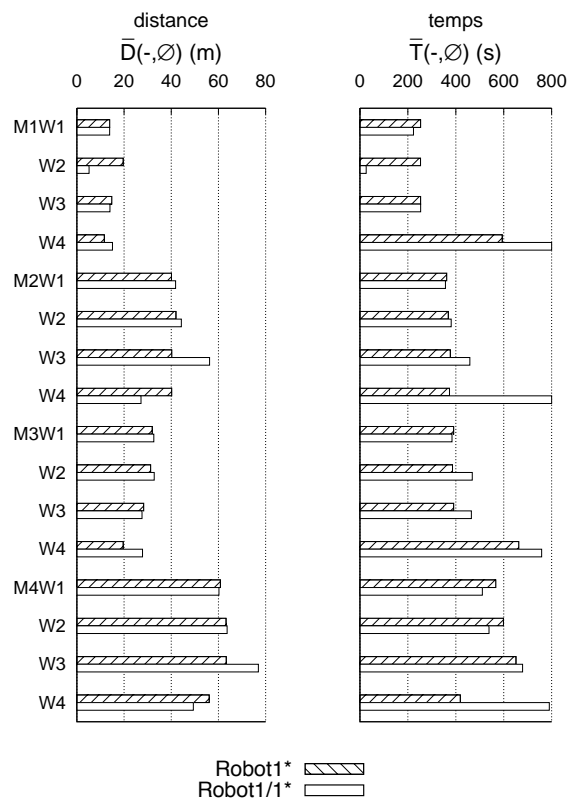 distance temps
D̅(-,∅) (m) T̅(-,∅) (s)
0 20 40 60 80 0 200 400 600 800
M1W1
W2
W3
W4
M2W1
W2
W3
W4
M3W1
W2
W3
W4
M4W1
W2
W3
W4
Robot1*
Robot1/1*